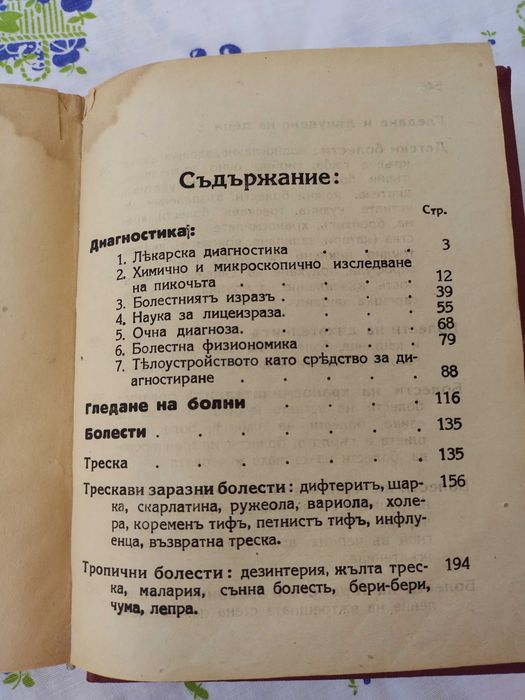 Съдържание:
Стр.
Диагностика:
1. Лѣкарска диагностика . . . . 3
2. Химично и микроскопично изследване
на пикочьта . . . . . 12
3. Болестниятъ изразъ . . . . . 39
4. Наука за лицеизраза . . . . . 55
5. Очна диагноза . . . . . 68
6. Болестна физиономика . . . . 79
7. Тѣлоустройството като срѣдство за ди-
агностиране . . . . . 88
Гледане на болни . . . . . 116
Болести . . . . . . . 135
Треска . . . . . . . 135
Трескави заразни болести: дифтеритъ, шар- 156
ка, скарлатина, ружеола, вариола, холе-
ра, коременъ тифъ, петнистъ тифъ, инфлу-
енца, възвратна треска.
Тропични болести: дезинтерия, жълта трес- 194
ка, малария, сънна болесть, бери-бери,
чума, лепра.